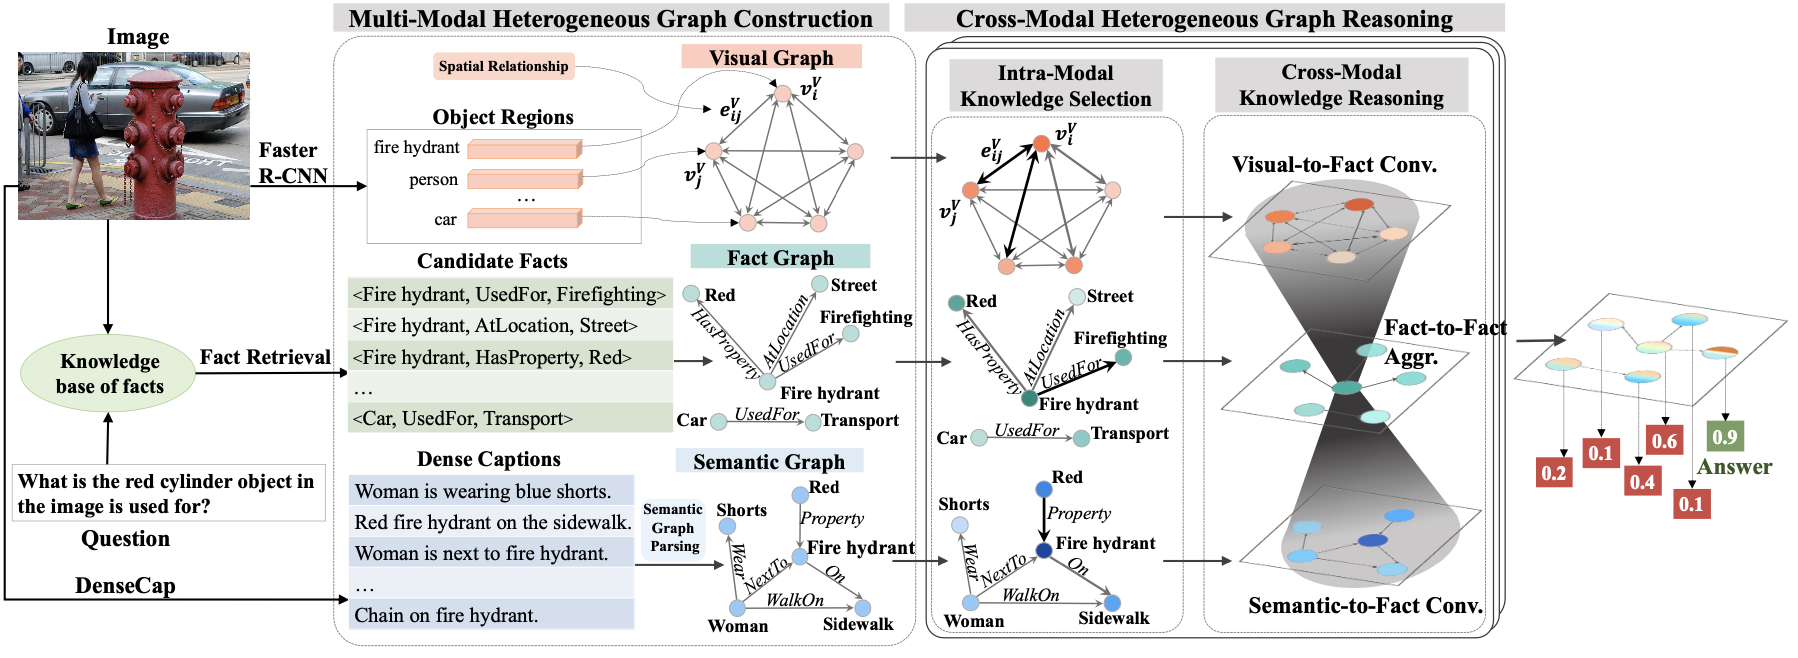 Multi-Modal Heterogeneous Graph Construction
Cross-Modal Heterogeneous Graph Reasoning
Image
Faster
R-CNN
Knowledge
base of facts
Fact Retrieval
What is the red cylinder object in
the image is used for?
Question
DenseCap
Spatial Relationship
Visual Graph
Object Regions
fire hydrant
person
...
car
e_{ij}^V
v_i^V
v_j^V
Candidate Facts
<Fire hydrant, UsedFor, Firefighting>
<Fire hydrant, AtLocation, Street>
<Fire hydrant, HasProperty, Red>
...
<Car, UsedFor, Transport>
Fact Graph
Red
Street
Firefighting
HasProperty
AtLocation
UsedFor
Fire hydrant
Car
UsedFor
Transport
Dense Captions
Woman is wearing blue shorts.
Red fire hydrant on the sidewalk.
Woman is next to fire hydrant.
...
Chain on fire hydrant.
Semantic
Graph
Parsing
Semantic Graph
Red
Shorts
Property
Fire hydrant
Wear
NextTo
On
WalkOn
Woman
Sidewalk
Intra-Modal
Knowledge Selection
e_{ij}^V
v_i^V
v_j^V
Red
Street
Firefighting
HasProperty
AtLocation
UsedFor
Fire hydrant
Car
UsedFor
Transport
Red
Shorts
Property
Fire hydrant
Wear
NextTo
On
WalkOn
Woman
Sidewalk
Cross-Modal
Knowledge Reasoning
Visual-to-Fact Conv.
Fact-to-Fact
Aggr.
Semantic-to-Fact Conv.
0.2
0.1
0.4
0.6
0.1
0.9
Answer